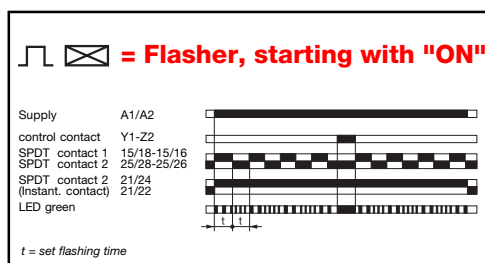 = Flasher, starting with "ON"
Supply A1/A2
control contact Y1-Z2
SPDT contact 1 15/18-15/16
SPDT contact 2 25/28-25/26
SPDT contact 2 21/24
(Instant. contact) 21/22
LED green
t t
t = set flashing time